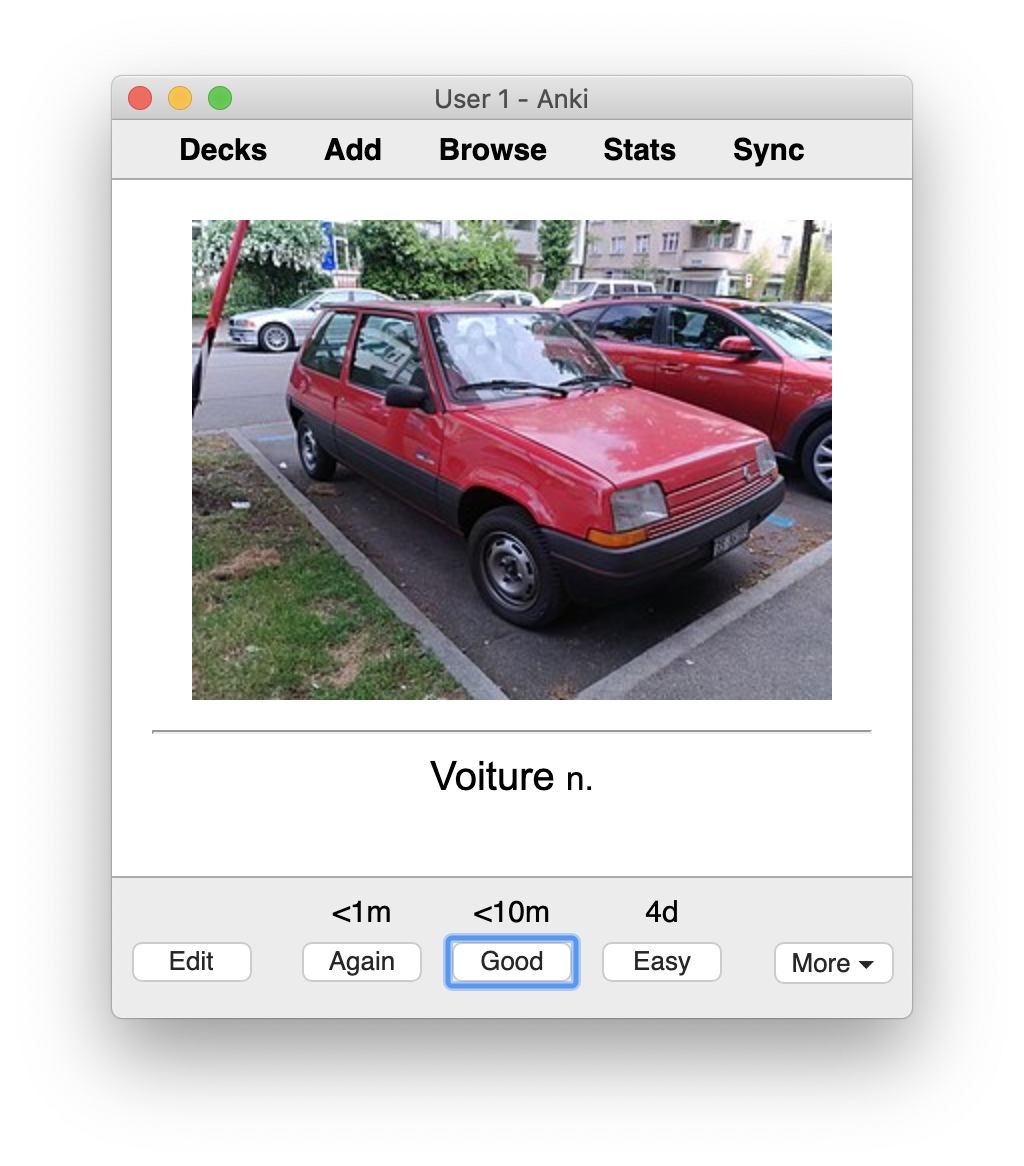 User 1 - Anki
Decks Add Browse Stats Sync
Voiture n.
<1m <10m 4d
Edit Again Good Easy More